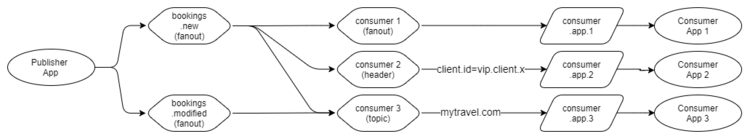 Publisher
App
bookings
.new
(fanout)
bookings
.modified
(fanout)
consumer 1
(fanout)
consumer 2
(header)
consumer 3
(topic)
client.id=vip.client.x
mytravel.com
consumer
.app.1
consumer
.app.2
consumer
.app.3
Consumer
App 1
Consumer
App 2
Consumer
App 3